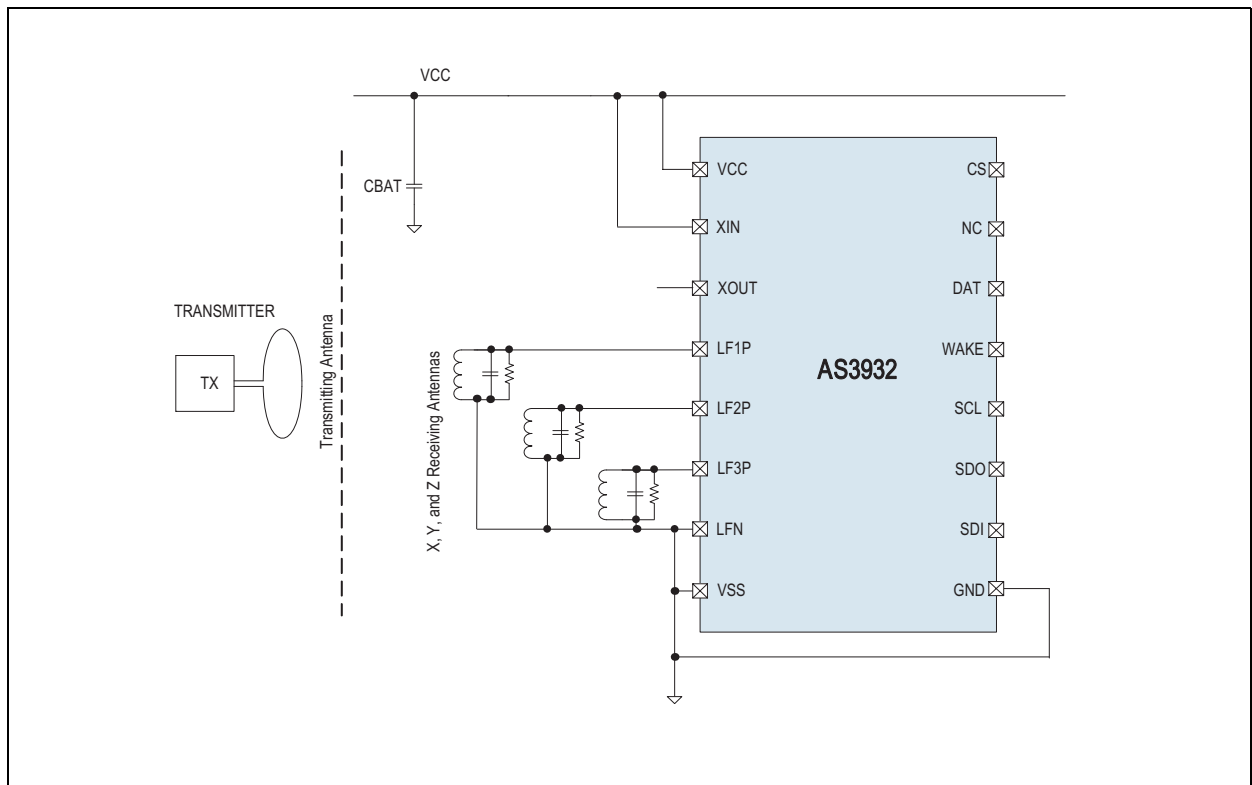 VCC
CBAT
TRANSMITTER
TX
Transmitting Antenna
X, Y, and Z Receiving Antennas
VCC
XIN
XOUT
LF1P
LF2P
LF3P
LFN
VSS
AS3932
CS
NC
DAT
WAKE
SCL
SDO
SDI
GND